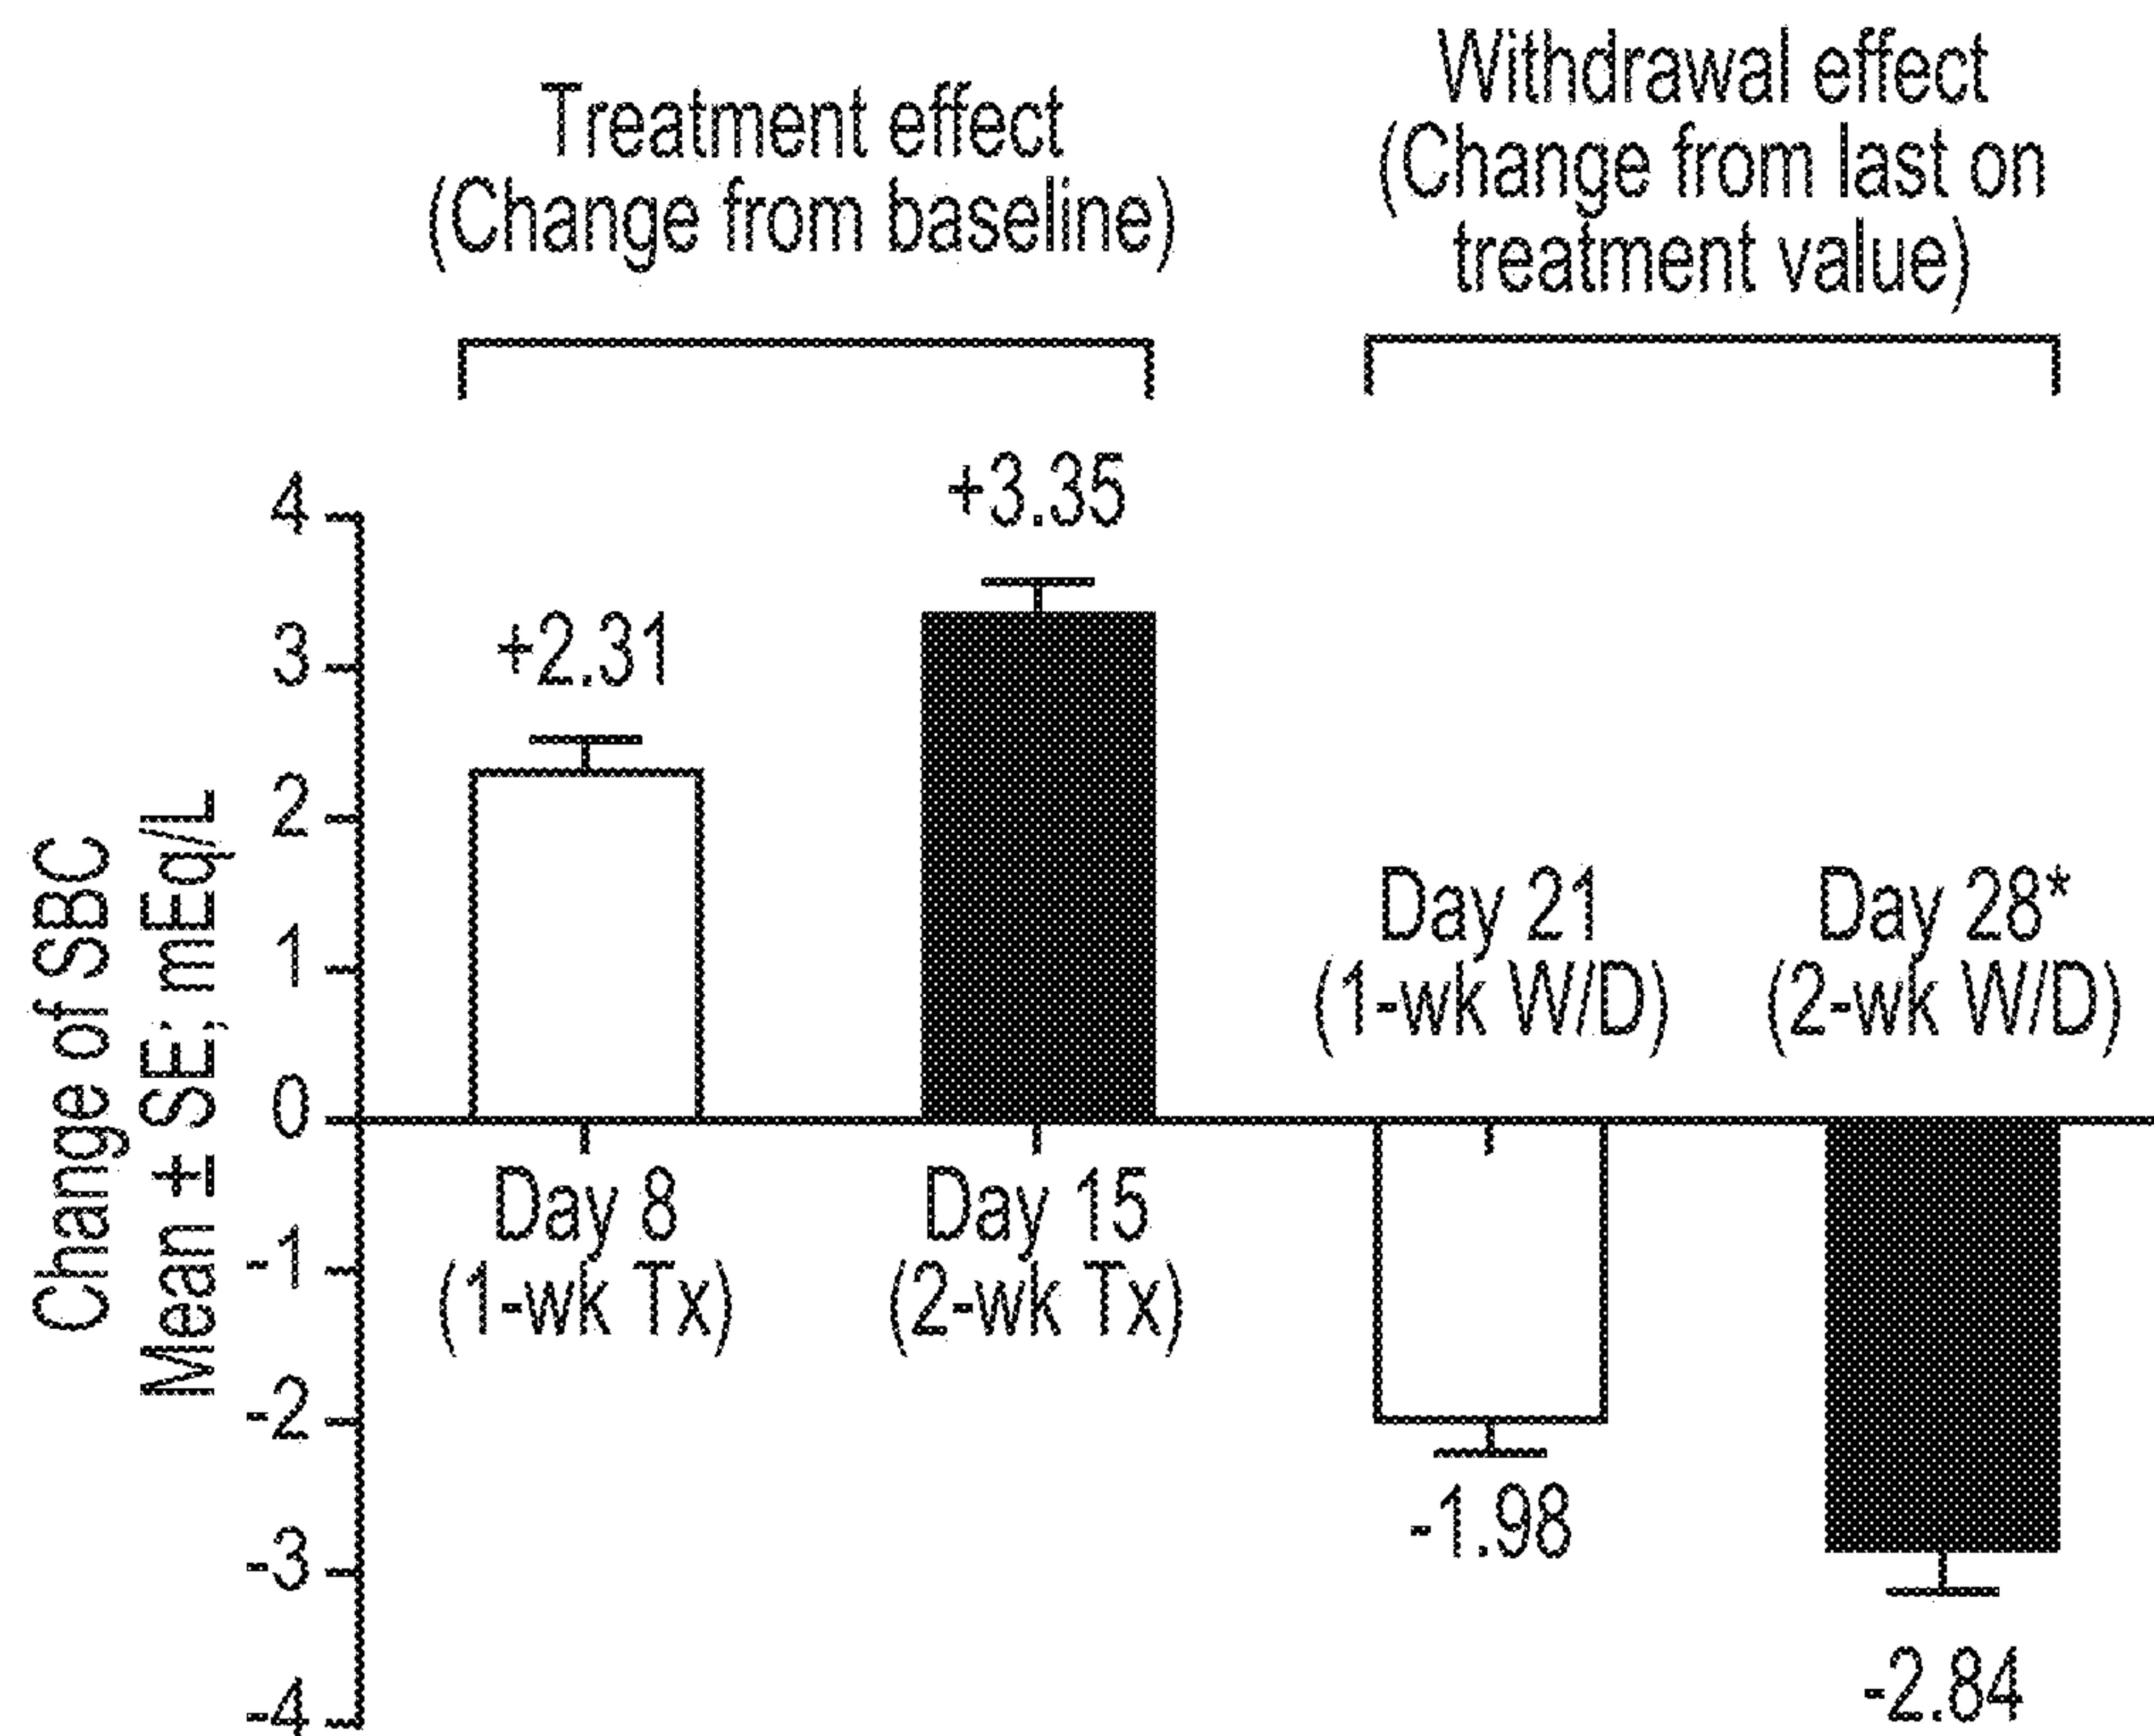 Treatment effect
(Change from baseline)
Withdrawal effect
(Change from last on
treatment value)
Change of SBC
Mean ± SE; mEq/L
4
3
2
1
0
-1
-2
-3
-4
+2.31
+3.35
Day 8
(1-wk Tx)
Day 15
(2-wk Tx)
Day 21
(1-wk W/D)
Day 28*
(2-wk W/D)
-1.98
-2.84